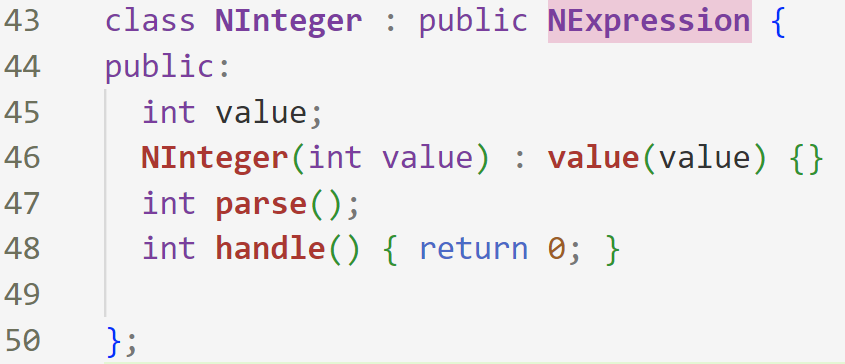 43 class NInteger : public NExpression {
44 public:
45 int value;
46 NInteger(int value) : value(value) {}
47 int parse();
48 int handle() { return 0; }
49
50 };